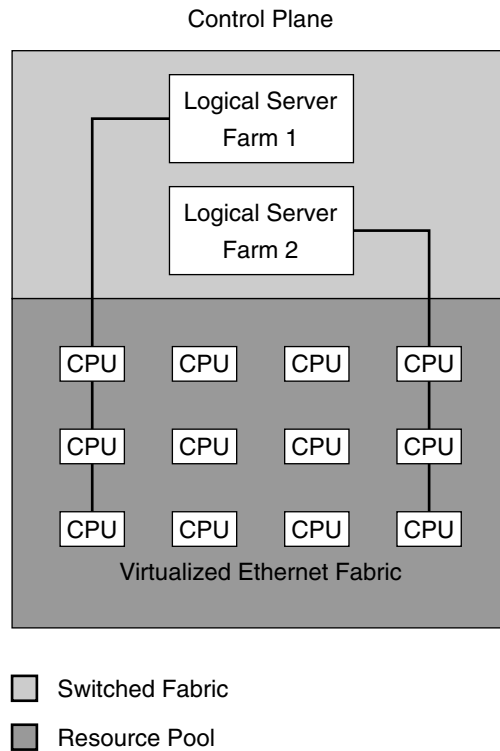 Control Plane
Logical Server
Farm 1
Logical Server
Farm 2
CPU CPU CPU CPU
CPU CPU CPU CPU
CPU CPU CPU CPU
Virtualized Ethernet Fabric
Switched Fabric
Resource Pool